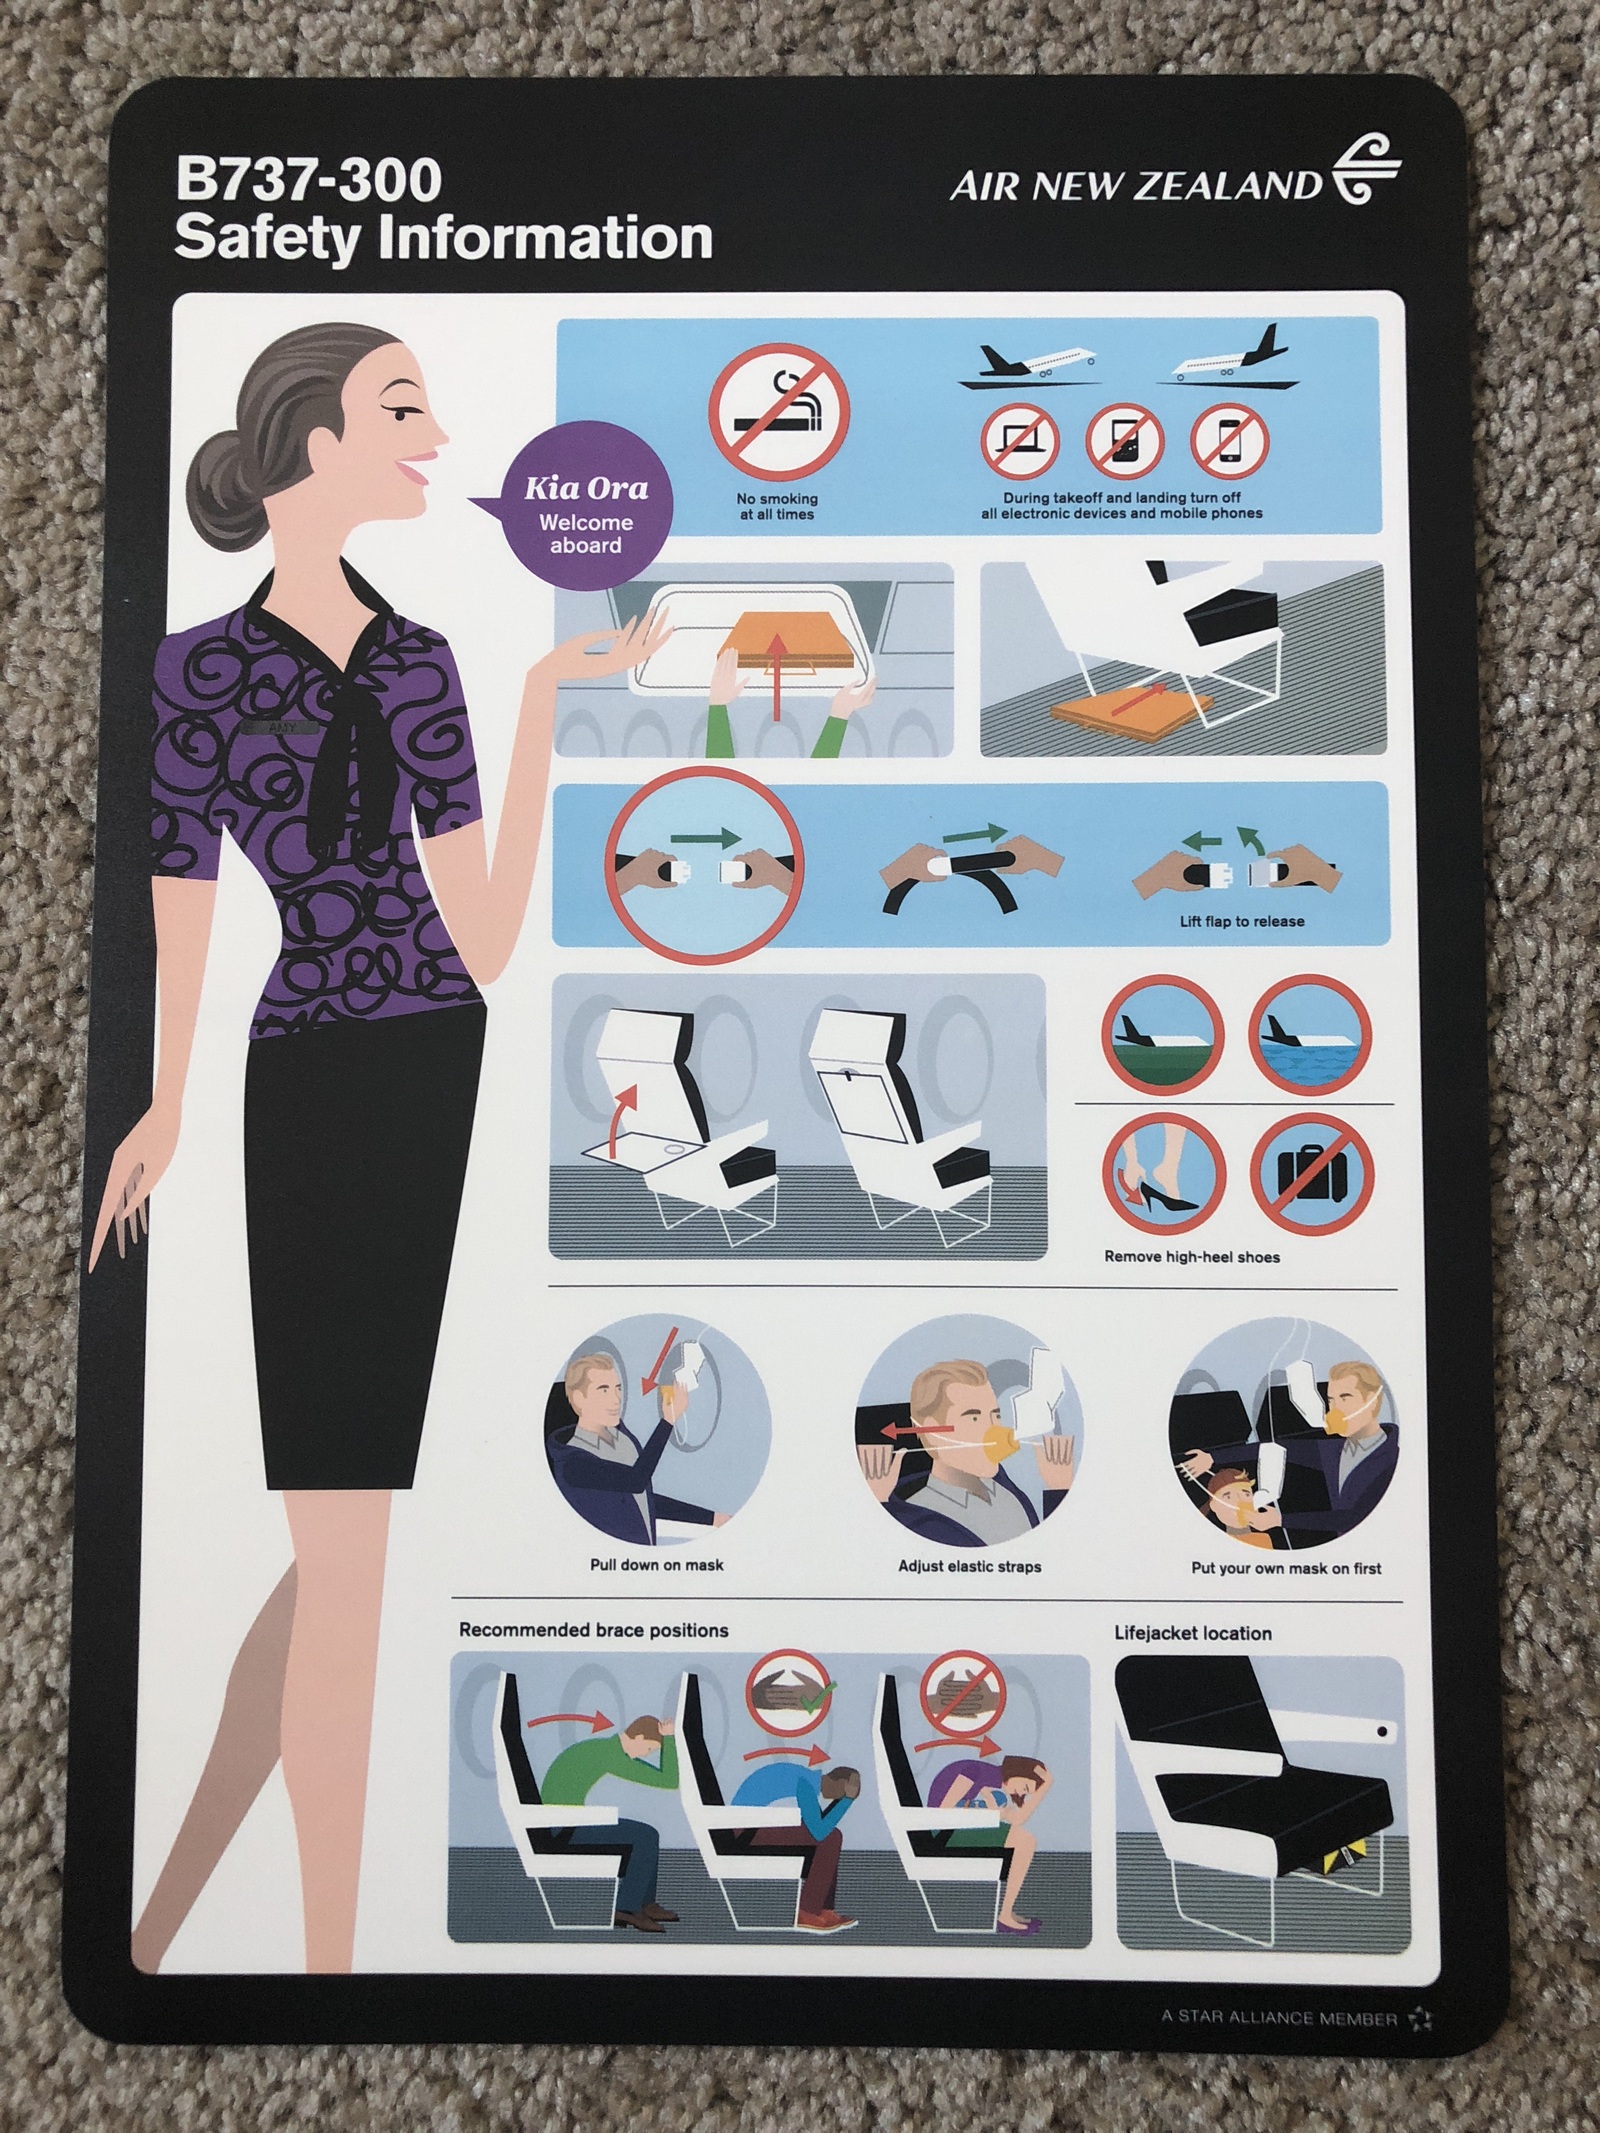 B737-300
Safety Information
AIR NEW ZEALAND
Kia Ora
Welcome
aboard
No smoking
at all times
During takeoff and landing turn off
all electronic devices and mobile phones
AMY
Lift flap to release
Remove high-heel shoes
Pull down on mask
Adjust elastic straps
Put your own mask on first
Recommended brace positions
Lifejacket location
A STAR ALLIANCE MEMBER